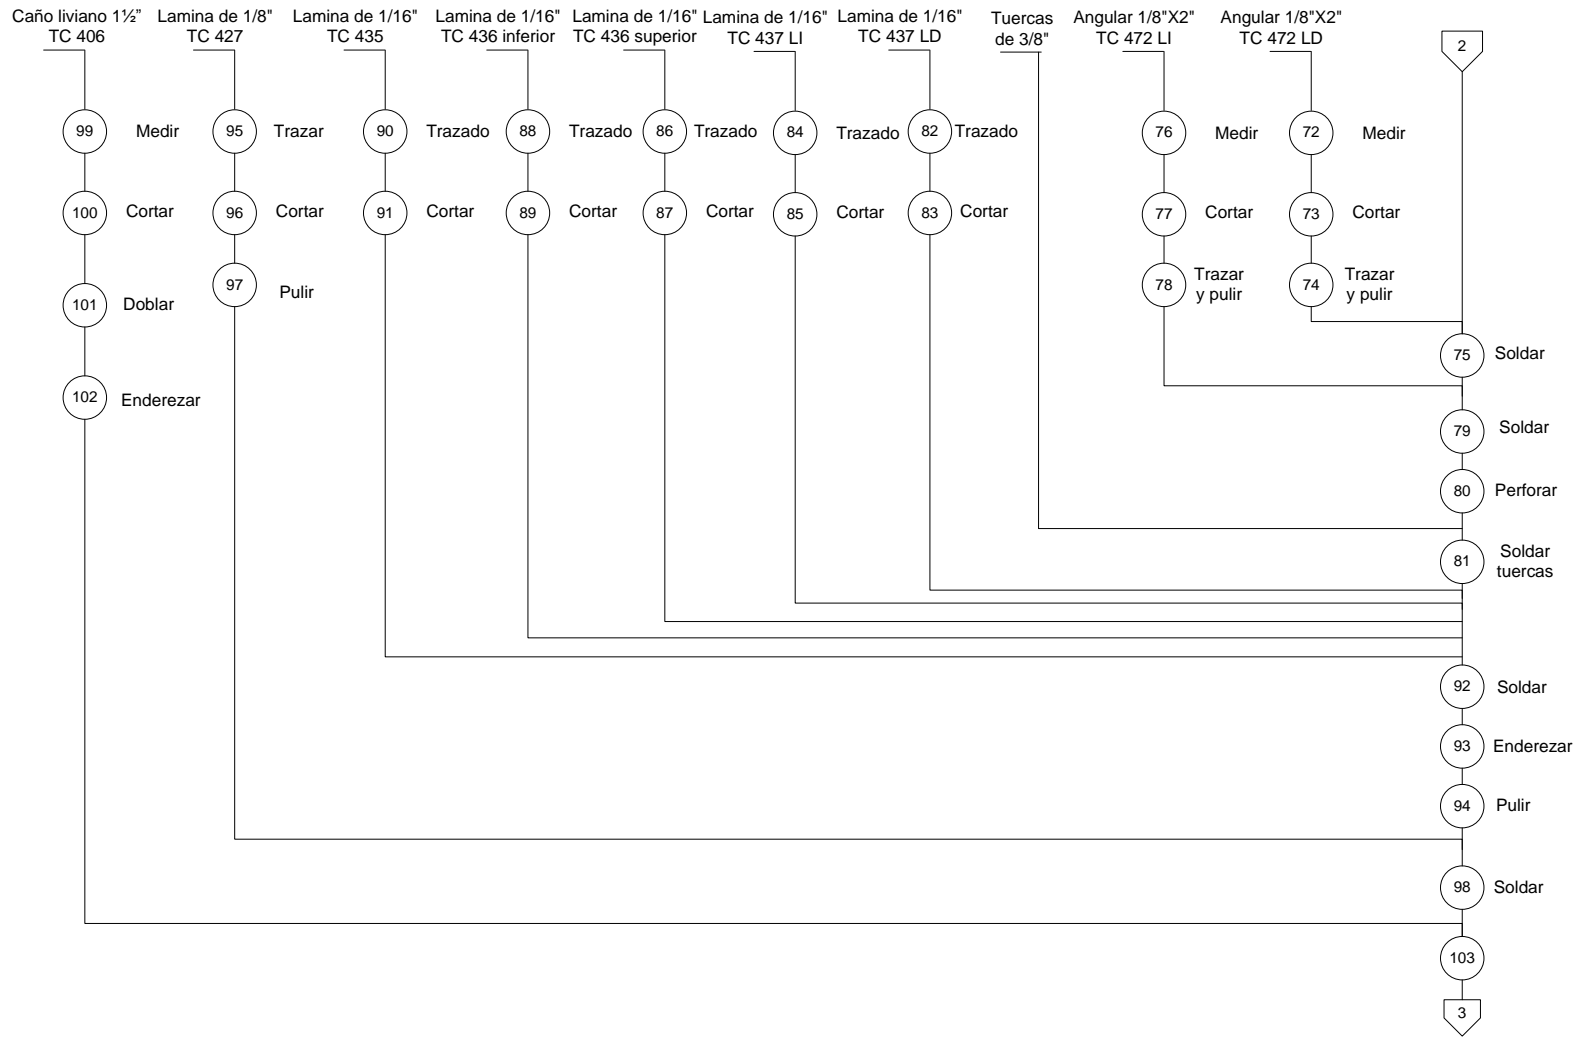 Caño liviano 1½”
TC 406
Lamina de 1/8"
TC 427
Lamina de 1/16"
TC 435
Lamina de 1/16"
TC 436 inferior
Lamina de 1/16"
TC 436 superior
Lamina de 1/16"
TC 437 LI
Lamina de 1/16"
TC 437 LD
Tuercas
de 3/8"
Angular 1/8"X2"
TC 472 LI
Angular 1/8"X2"
TC 472 LD
2
99 Medir
95 Trazar
90 Trazado
88 Trazado
86 Trazado
84 Trazado
82 Trazado
76 Medir
72 Medir
100 Cortar
96 Cortar
91 Cortar
89 Cortar
87 Cortar
85 Cortar
83 Cortar
77 Cortar
73 Cortar
101 Doblar
97 Pulir
78 Trazar
y pulir
74 Trazar
y pulir
75 Soldar
102 Enderezar
79 Soldar
80 Perforar
81 Soldar
tuercas
92 Soldar
93 Enderezar
94 Pulir
98 Soldar
103
3